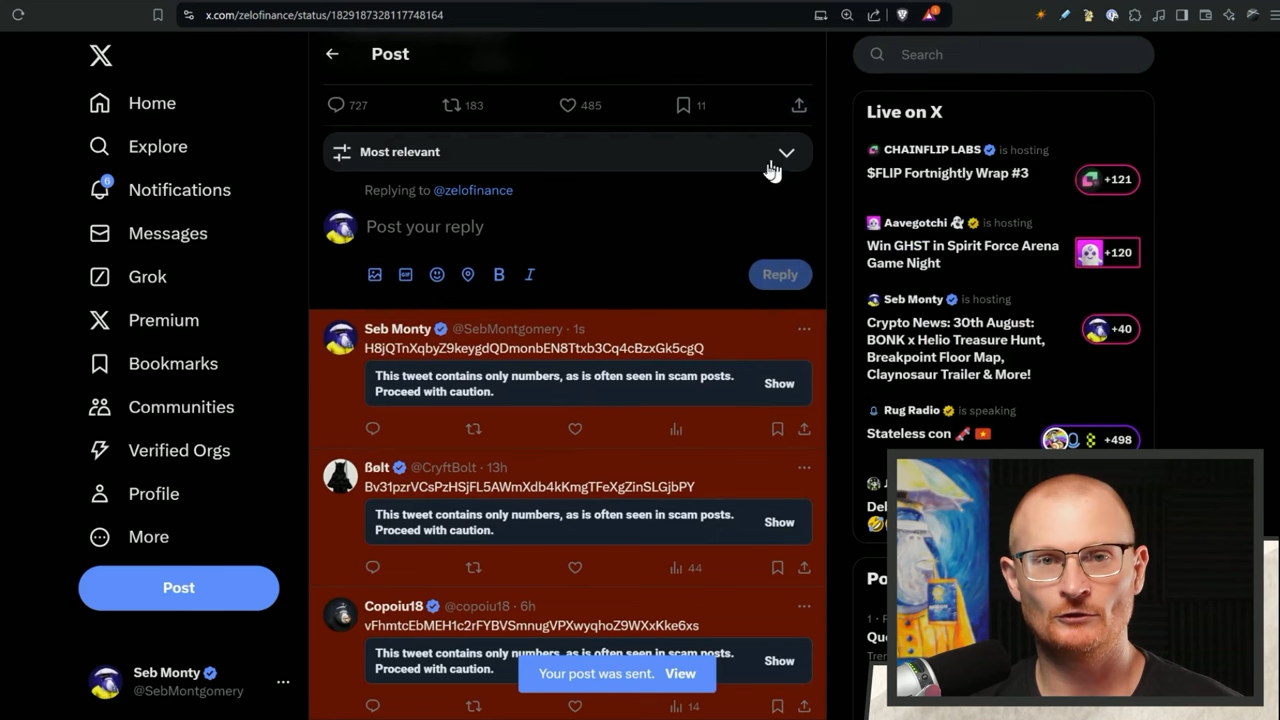 x.com/zelofinance/status/1829187328117748164
Home
Explore
6
Notifications
Messages
Grok
Premium
Bookmarks
Communities
Verified Orgs
Profile
More
Post
Seb Monty
@SebMontgomery
Post
727
183
485
11
Most relevant
Replying to @zelofinance
Post your reply
GIF
B
I
Reply
Seb Monty @SebMontgomery · 1s
H8jQTnXqbyZ9keygdQDmonbEN8Ttxb3Cq4cBzxGk5cgQ
This tweet contains only numbers, as is often seen in scam posts.
Proceed with caution.
Show
ßølt @CryftBolt · 13h
Bv31pzrVCsPzHSjFL5AWmXdb4kKmgTFeXgZinSLGjbPY
This tweet contains only numbers, as is often seen in scam posts.
Proceed with caution.
Show
44
Copoiu18 @copoiu18 · 6h
vFhmtcEbMEH1c2rFYBVSmnugVPXwyqhoZ9WXxKke6xs
This tweet contains only numbers, as is often seen in scam posts.
Proceed with caution.
Show
14
Your post was sent. View
Search
Live on X
CHAINFLIP LABS is hosting
$FLIP Fortnightly Wrap #3
+121
Aavegotchi is hosting
Win GHST in Spirit Force Arena
Game Night
+120
Seb Monty is hosting
Crypto News: 30th August:
BONK x Helio Treasure Hunt,
Breakpoint Floor Map,
Claynosaur Trailer & More!
+40
Rug Radio is speaking
Stateless con
+498